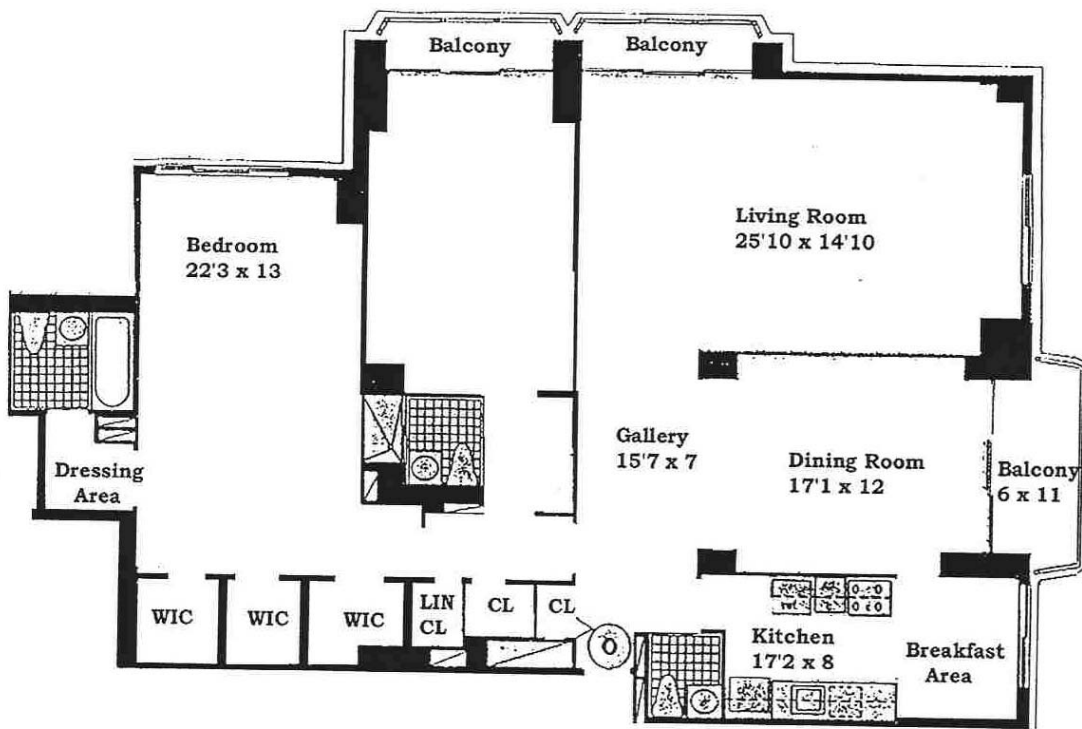 Balcony
Balcony
Living Room
25'10 x 14'10
Bedroom
22'3 x 13
Gallery
15'7 x 7
Dining Room
17'1 x 12
Balcony
6 x 11
Dressing
Area
WIC
WIC
WIC
LIN
CL
CL
CL
Kitchen
17'2 x 8
Breakfast
Area